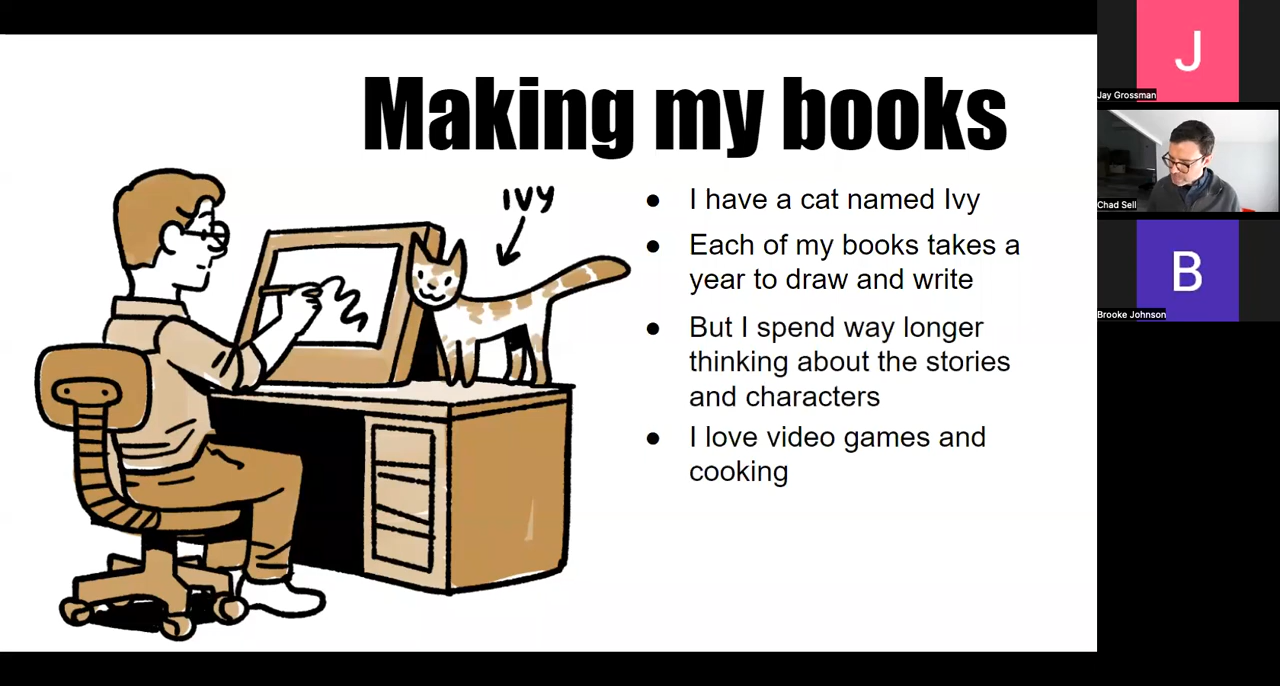 Making my books
IVY
● I have a cat named Ivy
● Each of my books takes a
year to draw and write
● But I spend way longer
thinking about the stories
and characters
● I love video games and
cooking
J
Jay Grossman
Chad Sell
B
Brooke Johnson